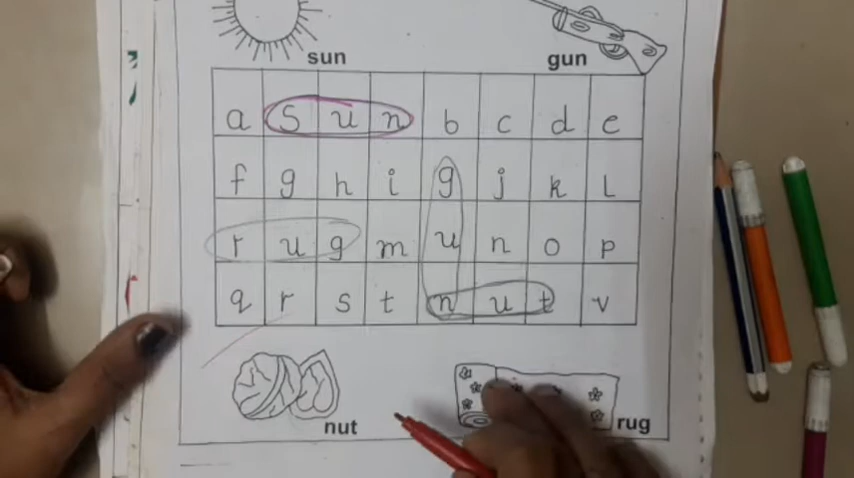 sun gun
a s u n b c d e
f g h i g j k l
r u g m u n o p
q r s t n u t v
nut rug